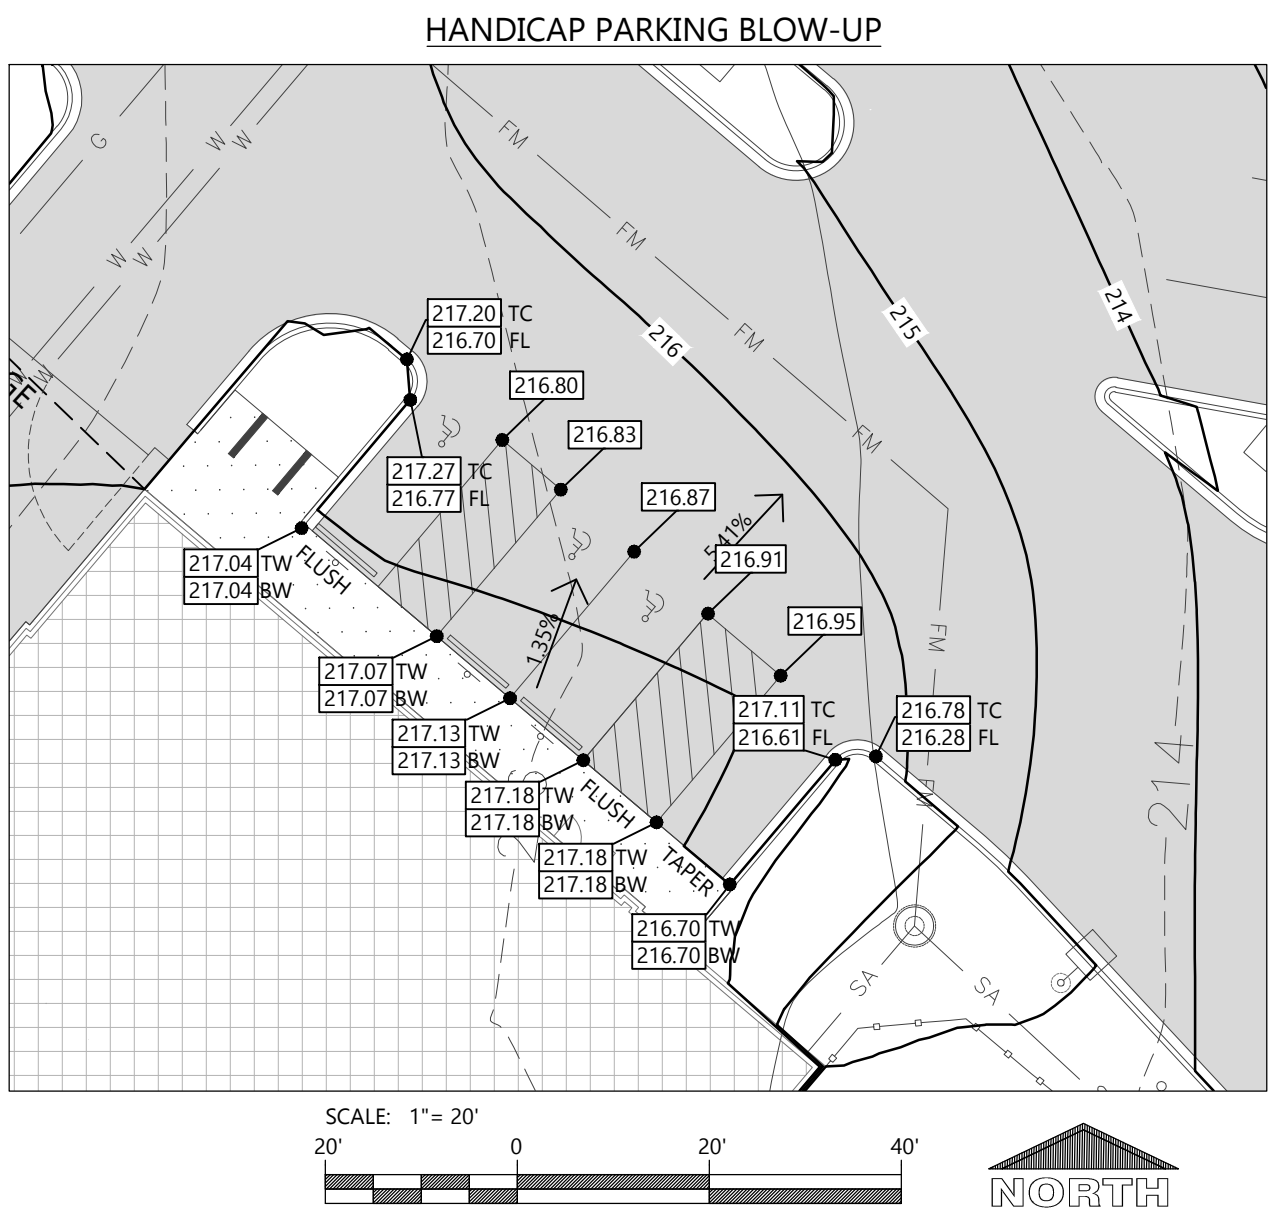 HANDICAP PARKING BLOW-UP
G
W
W
W
W
FM
FM
FM
FM
FM
216
215
214
W
W
GE
217.20 TC
216.70 FL
216.80
216.83
217.27 TC
216.77 FL
216.87
5.41%
216.91
1.35%
216.95
217.04 TW
217.04 BW
FLUSH
217.07 TW
217.07 BW
217.11 TC
216.61 FL
216.78 TC
216.28 FL
217.13 TW
217.13 BW
217.18 TW
217.18 BW
FLUSH
214
FM
217.18 TW
217.18 BW
TAPER
216.70 TW
216.70 BW
SA
SA
SCALE: 1"= 20'
20' 0 20' 40'
NORTH